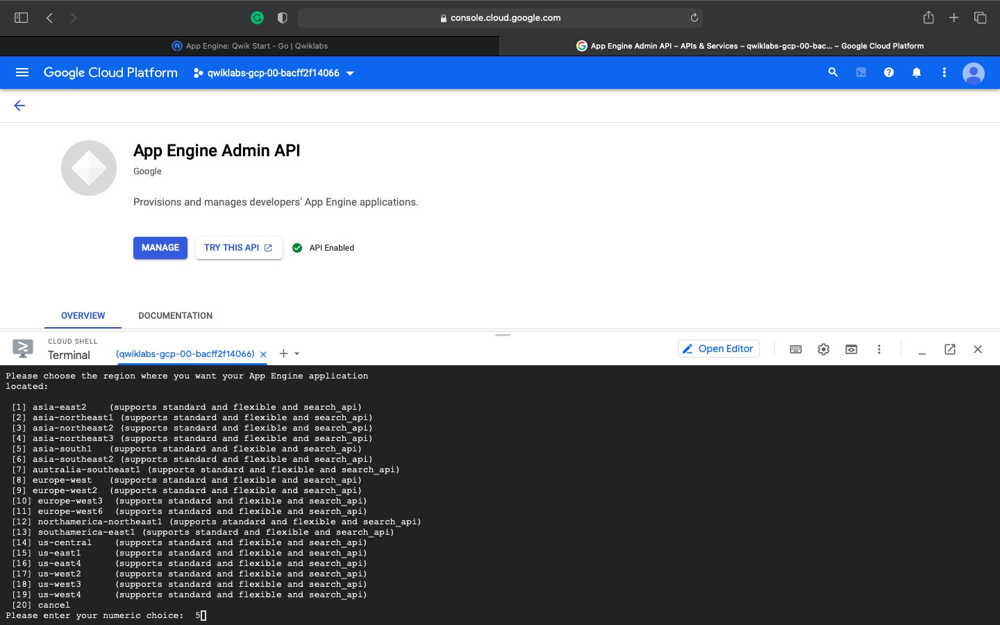 console.cloud.google.com
App Engine: Qwik Start - Go | Qwiklabs
App Engine Admin API – APIs & Services – qwiklabs-gcp-00-bac... – Google Cloud Platform
Google Cloud Platform
qwiklabs-gcp-00-bacff2f14066
App Engine Admin API
Google
Provisions and manages developers' App Engine applications.
MANAGE
TRY THIS API
API Enabled
OVERVIEW
DOCUMENTATION
CLOUD SHELL
Terminal
(qwiklabs-gcp-00-bacff2f14066)
Open Editor
Please choose the region where you want your App Engine application
located:
[1] asia-east2    (supports standard and flexible and search_api)
[2] asia-northeast1 (supports standard and flexible and search_api)
[3] asia-northeast2 (supports standard and flexible and search_api)
[4] asia-northeast3 (supports standard and flexible and search_api)
[5] asia-south1   (supports standard and flexible and search_api)
[6] asia-southeast2 (supports standard and flexible and search_api)
[7] australia-southeast1 (supports standard and flexible and search_api)
[8] europe-west   (supports standard and flexible and search_api)
[9] europe-west2  (supports standard and flexible and search_api)
[10] europe-west3  (supports standard and flexible and search_api)
[11] europe-west6  (supports standard and flexible and search_api)
[12] northamerica-northeast1 (supports standard and flexible and search_api)
[13] southamerica-east1 (supports standard and flexible and search_api)
[14] us-central    (supports standard and flexible and search_api)
[15] us-east1      (supports standard and flexible and search_api)
[16] us-east4      (supports standard and flexible and search_api)
[17] us-west2      (supports standard and flexible and search_api)
[18] us-west3      (supports standard and flexible and search_api)
[19] us-west4      (supports standard and flexible and search_api)
[20] cancel
Please enter your numeric choice:  5